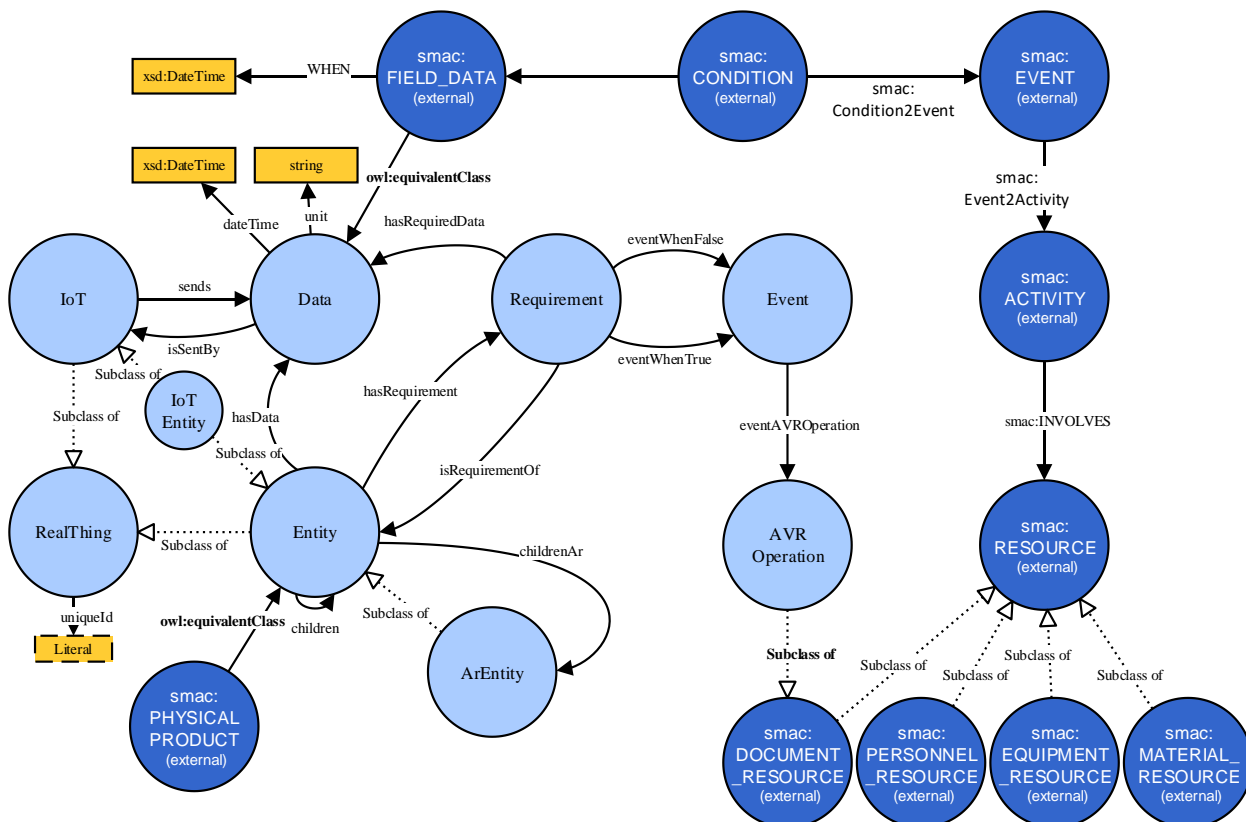 smac:
FIELD_DATA
(external)
smac:
CONDITION
(external)
smac:
EVENT
(external)
xsd:DateTime
WHEN
smac:
Condition2Event
xsd:DateTime
string
owl:equivalentClass
smac:
Event2Activity
dateTime
unit
hasRequiredData
eventWhenFalse
IoT
sends
Data
Requirement
Event
smac:
ACTIVITY
(external)
isSentBy
eventWhenTrue
Subclass of
Subclass of
IoT
Entity
hasData
hasRequirement
eventAVROperation
smac:INVOLVES
Subclass of
isRequirementOf
RealThing
Subclass of
Entity
AVR
Operation
smac:
RESOURCE
(external)
childrenAr
uniqueId
Literal
owl:equivalentClass
children
Subclass of
ArEntity
Subclass of
Subclass of
Subclass of
Subclass of
Subclass of
smac:
PHYSICAL
PRODUCT
(external)
smac:
DOCUMENT
_RESOURCE
(external)
smac:
PERSONNEL
_RESOURCE
(external)
smac:
EQUIPMENT
_RESOURCE
(external)
smac:
MATERIAL_
RESOURCE
(external)